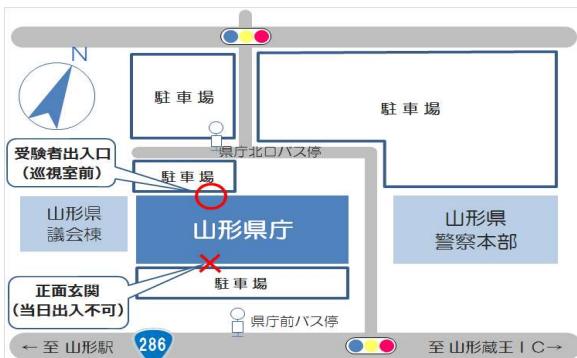 N
駐車場
駐車場
受験者出入口
(巡視室前)
県庁北口バス停
駐車場
山形県
議会棟
山形県庁
山形県
警察本部
正面玄関
(当日出入不可)
駐車場
県庁前バス停
← 至 山形駅
286
至 山形蔵王IC→